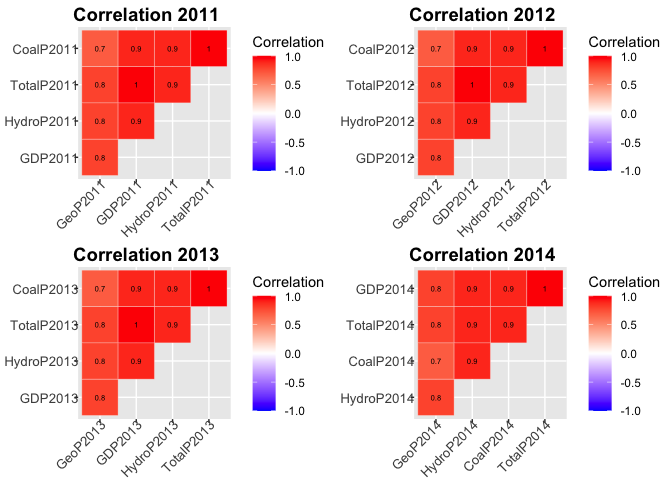 Correlation 2011
CoalP2011 0.7 0.9 0.9 1
TotalP2011 0.8 1 0.9
HydroP2011 0.8 0.9
GDP2011 0.8
GeoP2011 GDP2011 HydroP2011 TotalP2011
Correlation
1.0
0.5
0.0
-0.5
-1.0
Correlation 2012
CoalP2012 0.7 0.9 0.9 1
TotalP2012 0.8 1 0.9
HydroP2012 0.8 0.9
GDP2012 0.8
GeoP2012 GDP2012 HydroP2012 TotalP2012
Correlation
1.0
0.5
0.0
-0.5
-1.0
Correlation 2013
CoalP2013 0.7 0.9 0.9 1
TotalP2013 0.8 1 0.9
HydroP2013 0.8 0.9
GDP2013 0.8
GeoP2013 GDP2013 HydroP2013 TotalP2013
Correlation
1.0
0.5
0.0
-0.5
-1.0
Correlation 2014
GDP2014 0.8 0.9 0.9 1
TotalP2014 0.8 0.9 0.9
CoalP2014 0.7 0.9
HydroP2014 0.8
GeoP2014 HydroP2014 CoalP2014 TotalP2014
Correlation
1.0
0.5
0.0
-0.5
-1.0